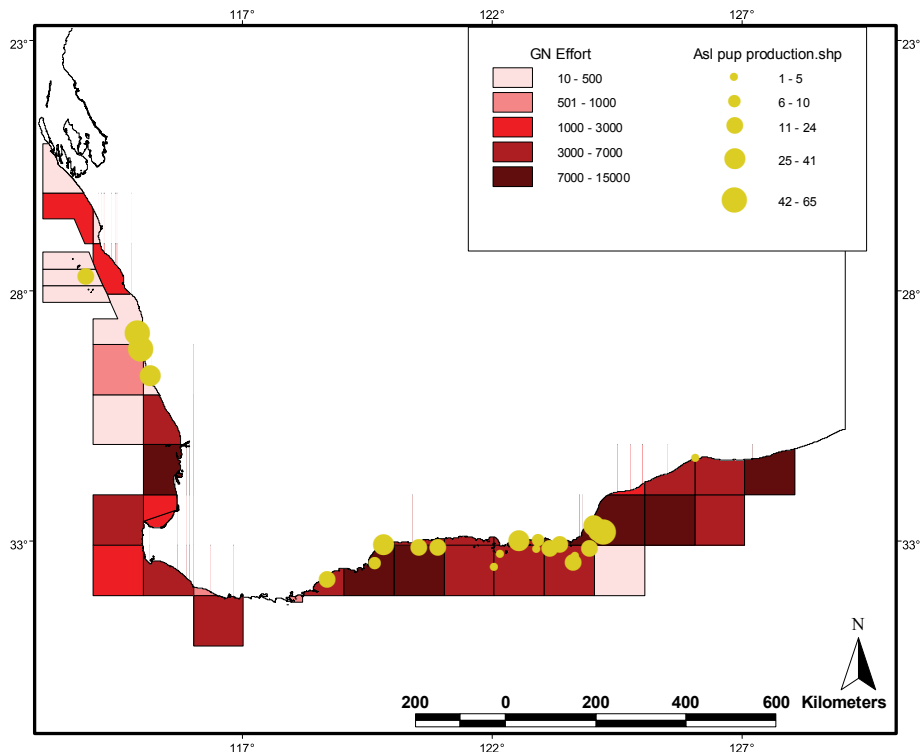 117° 122° 127°
23° 23°
GN Effort
10 - 500
501 - 1000
1000 - 3000
3000 - 7000
7000 - 15000
Asl pup production.shp
1 - 5
6 - 10
11 - 24
25 - 41
42 - 65
28° 28°
33° 33°
N
200 0 200 400 600 Kilometers
117° 122° 127°